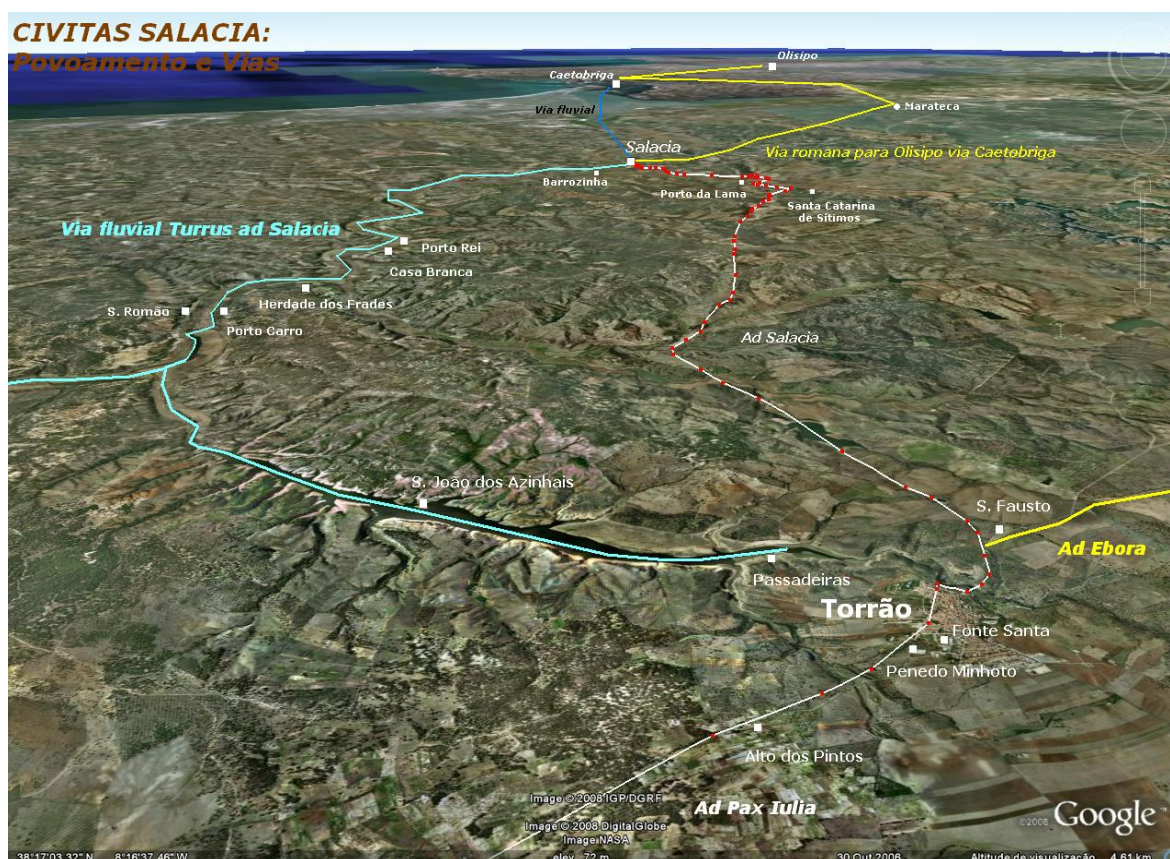 CIVITAS SALACIA:
Povoamento e Vias
Olisipo
Caetobriga
Marateca
Via fluvial
Salacia
Via romana para Olisipo via Caetobriga
Barrozinha
Porto da Lama
Santa Catarina
de Sítimos
Via fluvial Turrus ad Salacia
Porto Rei
Casa Branca
Herdade dos Frades
S. Romão
Porto Carro
Ad Salacia
S. João dos Azinhais
S. Fausto
Ad Ebora
Passadeiras
Torrão
Fonte Santa
Penedo Minhoto
Alto dos Pintos
Ad Pax Iulia
Image © 2008 IGP/DGRF
Image © 2008 DigitalGlobe
Image NASA
©2008 Google™
38°17'03.32" N 8°16'37.46" W elev. 72 m 30 Out 2006 Altitude de visualização 4.61 km